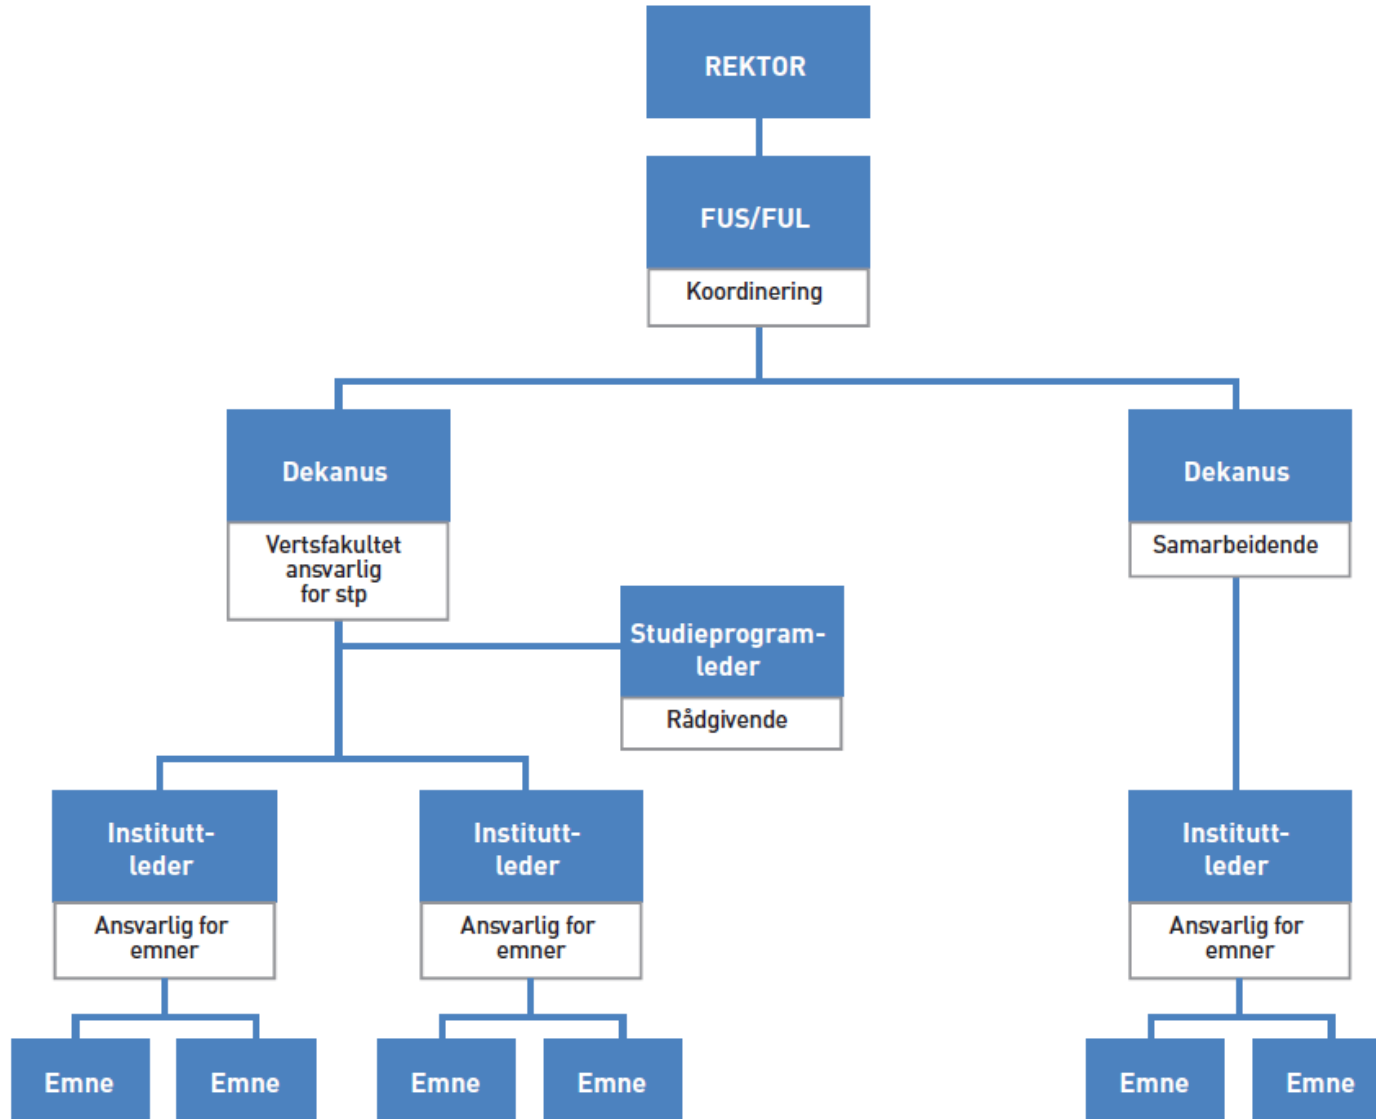 REKTOR
FUS/FUL
Koordinering
Dekanus
Vertsfakultet
ansvarlig
for stp
Dekanus
Samarbeidende
Studieprogram-
leder
Rådgivende
Institutt-
leder
Ansvarlig for
emner
Institutt-
leder
Ansvarlig for
emner
Institutt-
leder
Ansvarlig for
emner
Emne
Emne
Emne
Emne
Emne
Emne